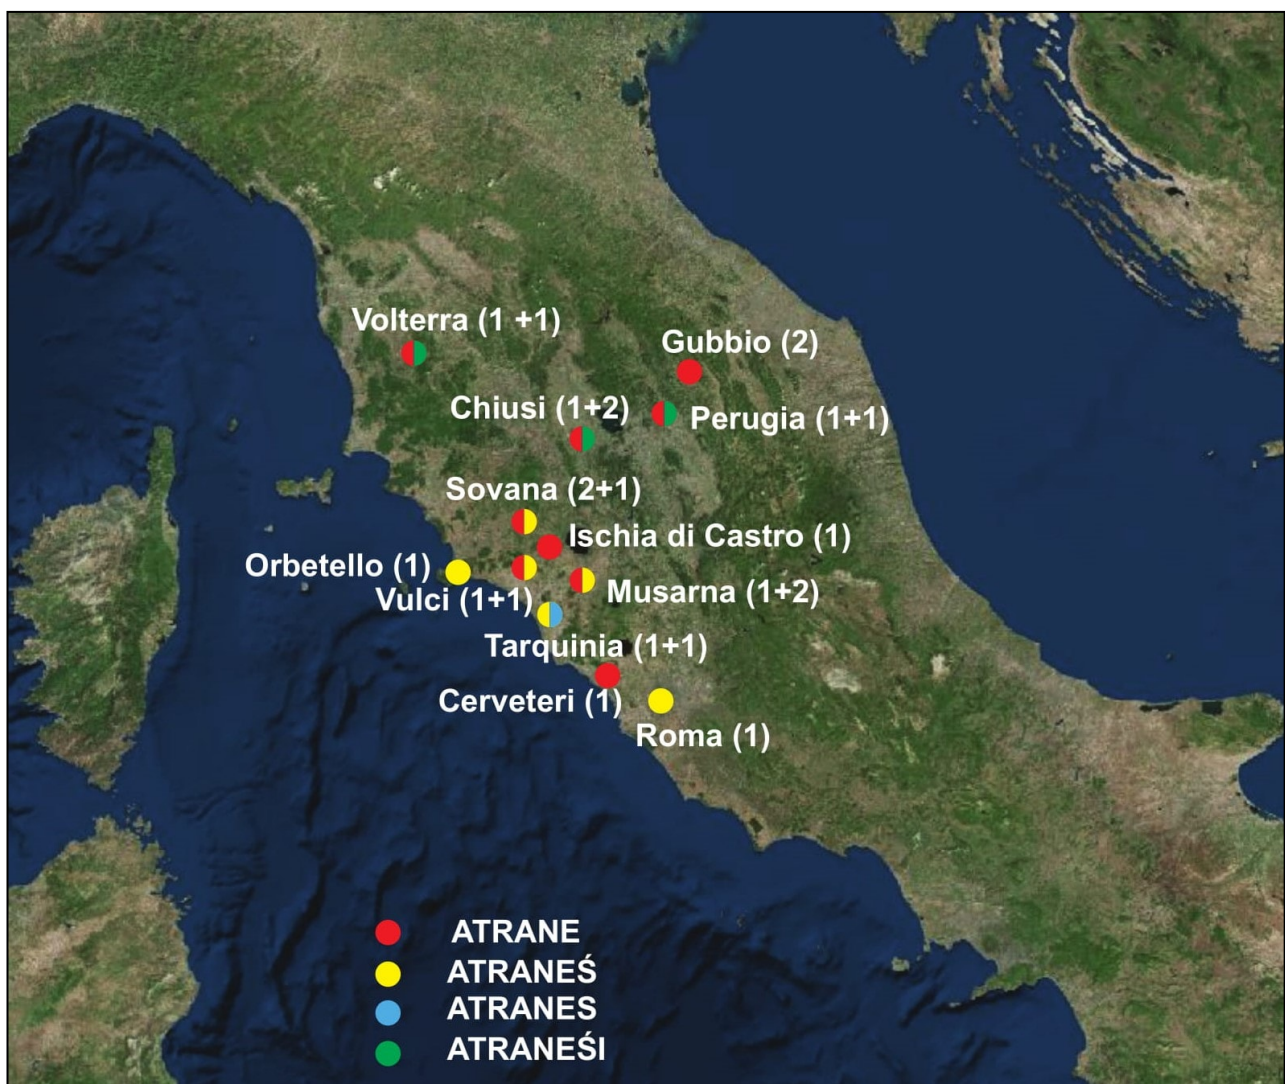 Volterra (1 +1)
Gubbio (2)
Chiusi (1+2)
Perugia (1+1)
Sovana (2+1)
Ischia di Castro (1)
Orbetello (1)
Musarna (1+2)
Vulci (1+1)
Tarquinia (1+1)
Cerveteri (1)
Roma (1)
ATRANE
ATRANEŚ
ATRANES
ATRANEŚI